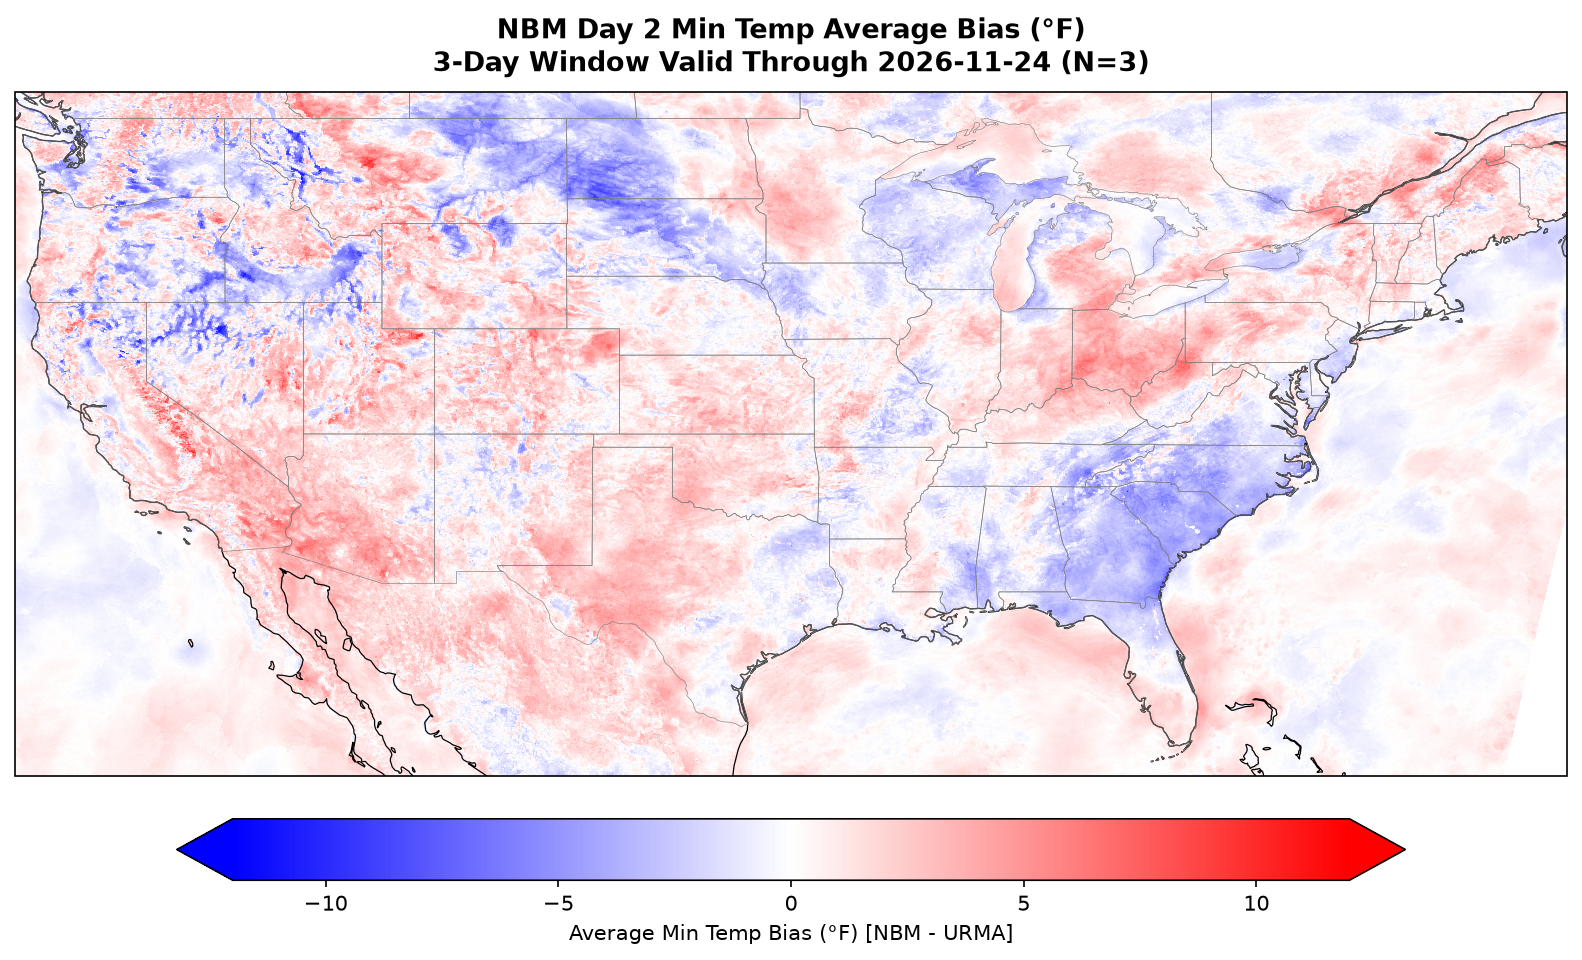 NBM Day 2 Min Temp Average Bias (°F)
3-Day Window Valid Through 2026-11-24 (N=3)
−10 −5 0 5 10
Average Min Temp Bias (°F) [NBM - URMA]